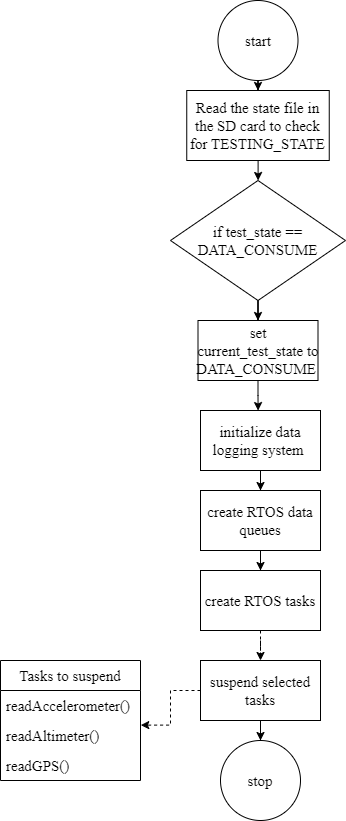 start
Read the state file in
the SD card to check
for TESTING_STATE
if test_state ==
DATA_CONSUME
set
current_test_state to
DATA_CONSUME
initialize data
logging system
create RTOS data
queues
create RTOS tasks
Tasks to suspend
readAccelerometer()
readAltimeter()
readGPS()
suspend selected
tasks
stop